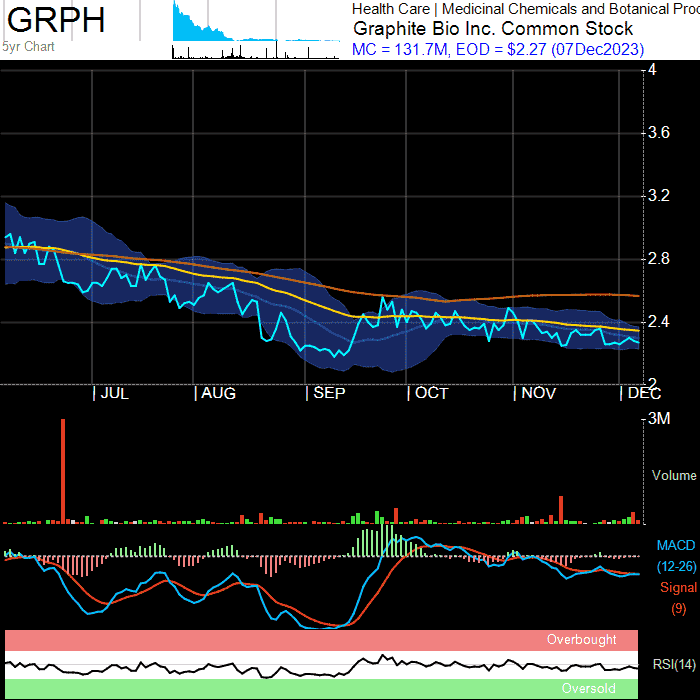 GRPH
5yr Chart
Health Care | Medicinal Chemicals and Botanical Proc
Graphite Bio Inc. Common Stock
MC = 131.7M, EOD = $2.27 (07Dec2023)
4
3.6
3.2
2.8
2.4
2
| JUL | AUG | SEP | OCT | NOV | DEC
3M
Volume
MACD
(12-26)
Signal
(9)
Overbought
RSI(14)
Oversold